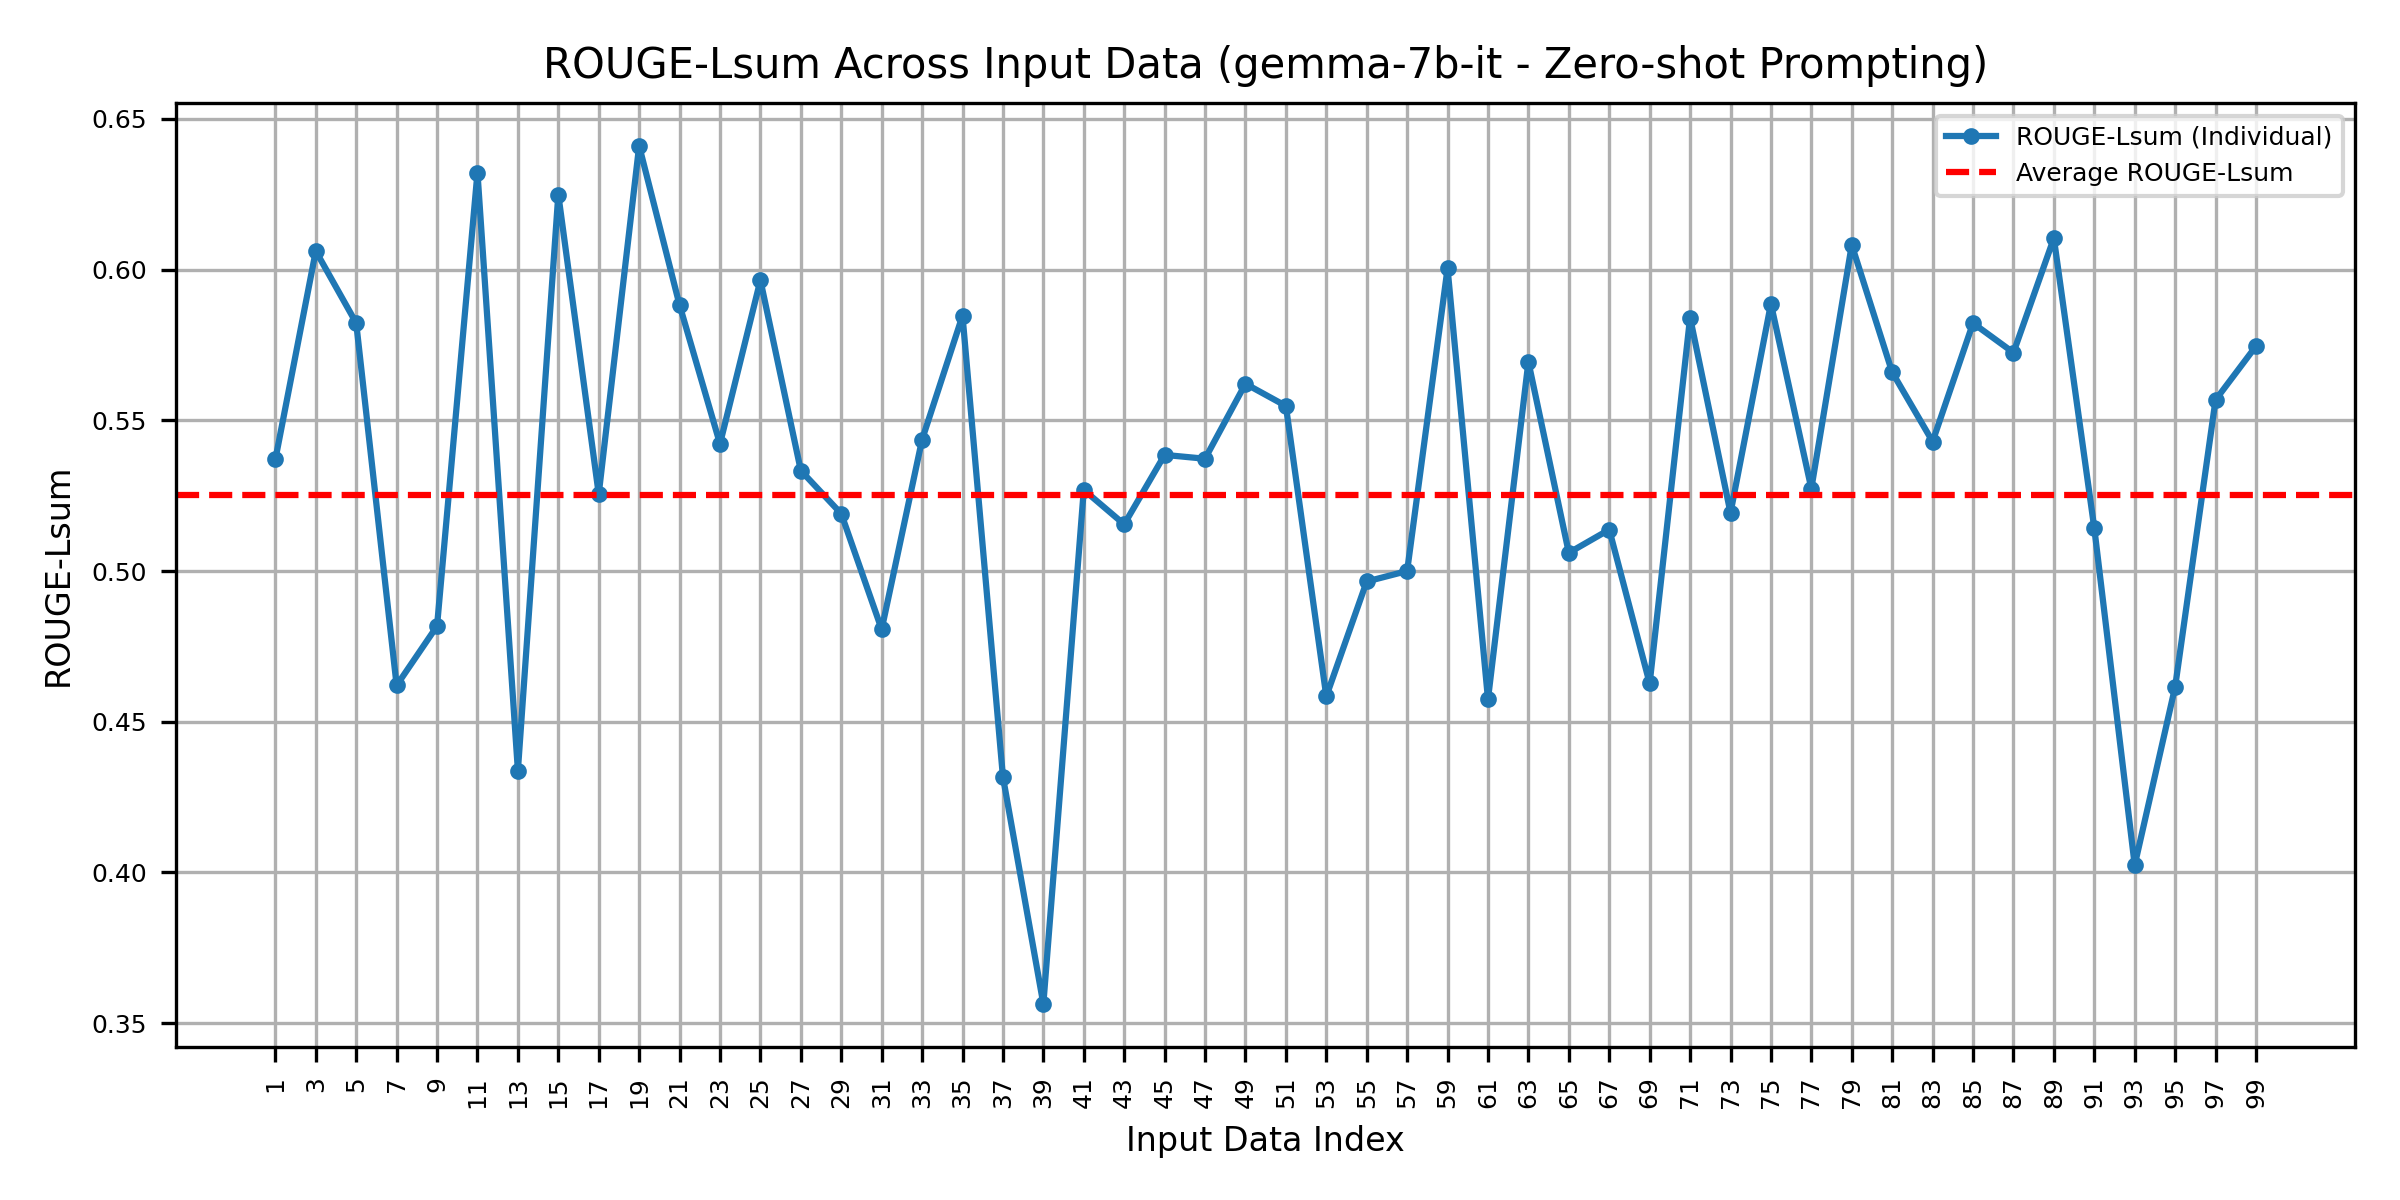 ROUGE-Lsum Across Input Data (gemma-7b-it - Zero-shot Prompting)
ROUGE-Lsum (Individual)
Average ROUGE-Lsum
0.65
0.60
0.55
0.50
0.45
0.40
0.35
ROUGE-Lsum
1 3 5 7 9 11 13 15 17 19 21 23 25 27 29 31 33 35 37 39 41 43 45 47 49 51 53 55 57 59 61 63 65 67 69 71 73 75 77 79 81 83 85 87 89 91 93 95 97 99
Input Data Index